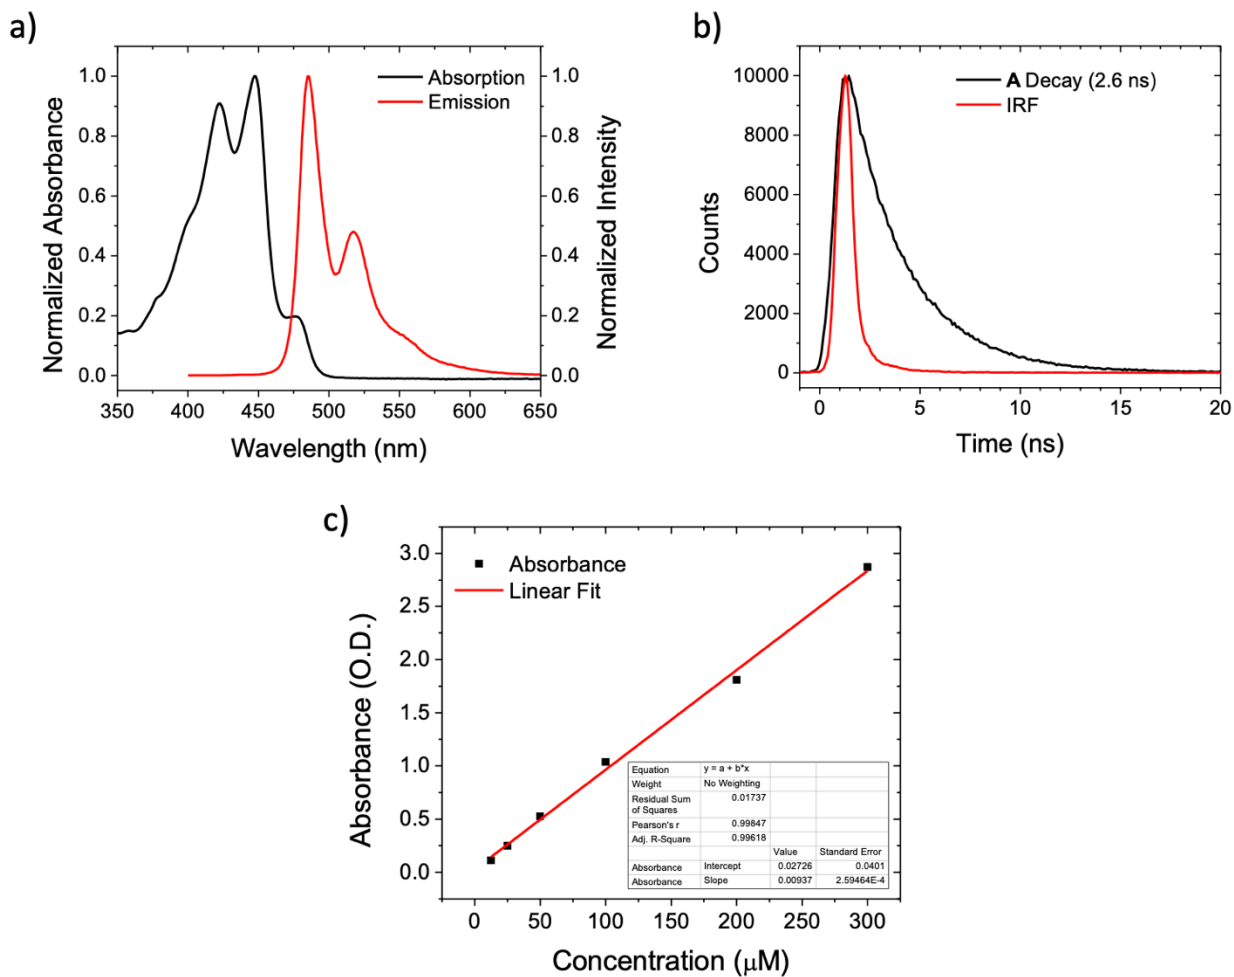 a)
Absorption
Emission
Normalized Absorbance
1.0
0.8
0.6
0.4
0.2
0.0
1.0
0.8
0.6
0.4
0.2
0.0
Normalized Intensity
350 400 450 500 550 600 650
Wavelength (nm)
b)
A Decay (2.6 ns)
IRF
Counts
10000
8000
6000
4000
2000
0
0 5 10 15 20
Time (ns)
c)
Absorbance
Linear Fit
Absorbance (O.D.)
3.0
2.5
2.0
1.5
1.0
0.5
0.0
Equation y = a + b*x
Weight No Weighting
Residual Sum of Squares 0.01737
Pearson's r 0.99847
Adj. R-Square 0.99618
Value Standard Error
Absorbance Intercept 0.02726 0.0401
Absorbance Slope 0.00937 2.59464E-4
0 50 100 150 200 250 300
Concentration (μM)